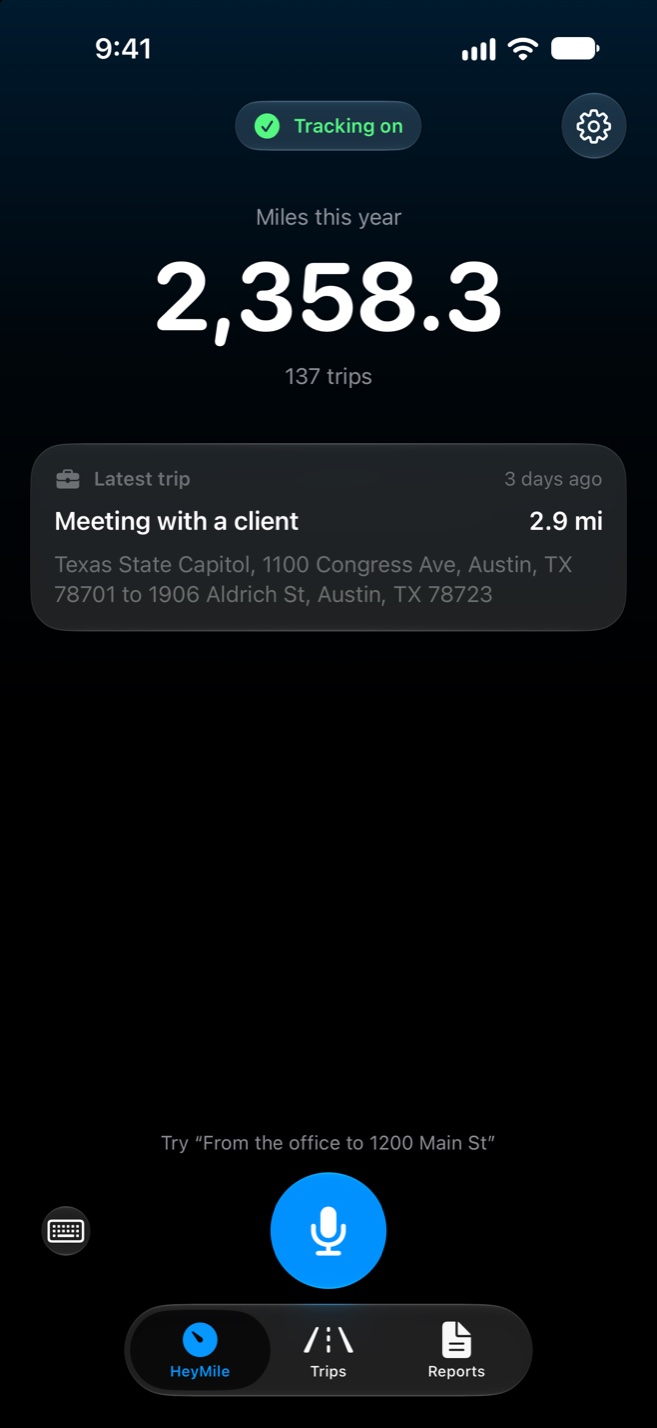 9:41
Tracking on
Miles this year
2,358.3
137 trips
Latest trip
3 days ago
Meeting with a client
2.9 mi
Texas State Capitol, 1100 Congress Ave, Austin, TX
78701 to 1906 Aldrich St, Austin, TX 78723
Try “From the office to 1200 Main St”
HeyMile
Trips
Reports